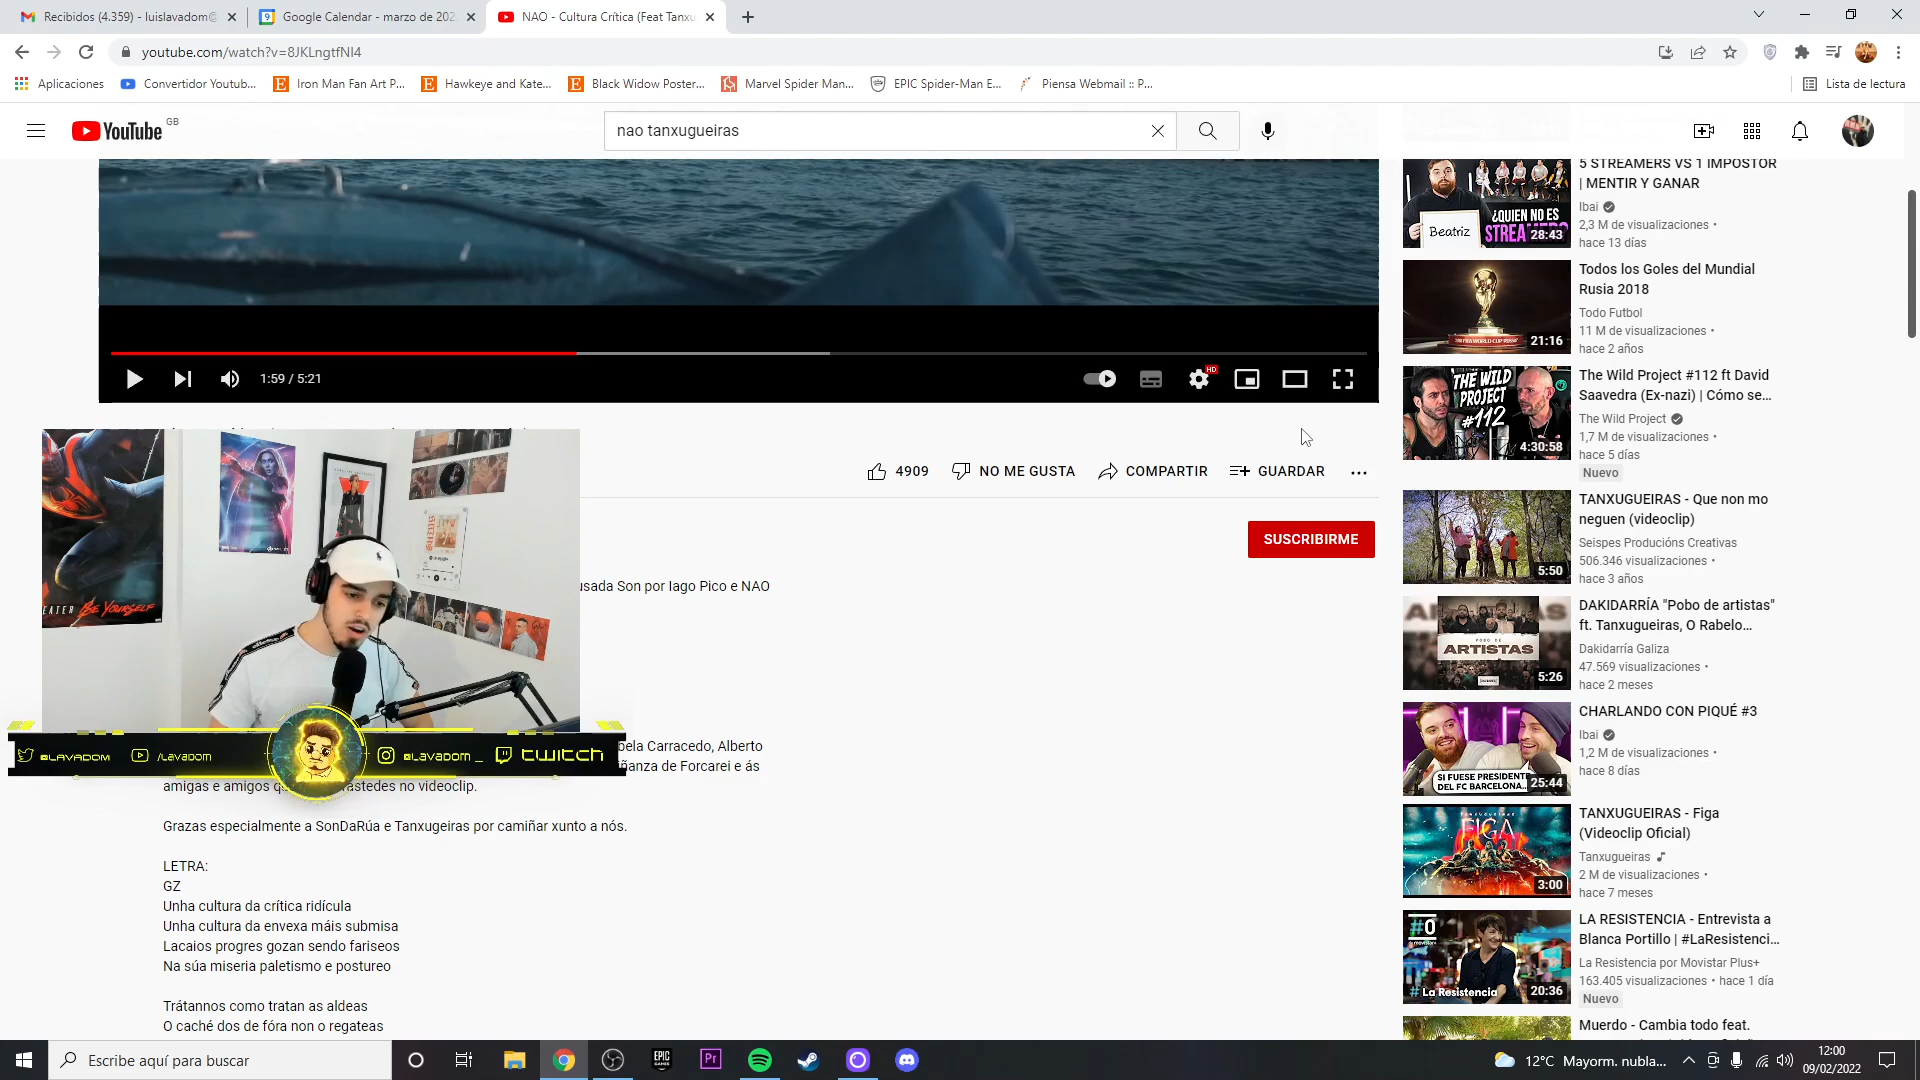 Recibidos (4.359) - luislavadom@
Google Calendar - marzo de 202
NAO - Cultura Crítica (Feat Tanxu
youtube.com/watch?v=8JKLngtfNI4
Aplicaciones
Convertidor Youtub...
Iron Man Fan Art P...
Hawkeye and Kate...
Black Widow Poster...
Marvel Spider Man...
EPIC Spider-Man E...
Piensa Webmail :: P...
Lista de lectura
YouTube GB
nao tanxugueiras
1:59 / 5:21
HD
4909
NO ME GUSTA
COMPARTIR
GUARDAR
SUSCRIBIRME
usada Son por Iago Pico e NAO
bela Carracedo, Alberto
iñanza de Forcarei e ás
amigas e amigos
astedes no videoclip.
Grazas especialmente a SonDaRúa e Tanxugeiras por camiñar xunto a nós.
LETRA:
GZ
Unha cultura da crítica ridícula
Unha cultura da envexa máis submisa
Lacaios progres gozan sendo fariseos
Na súa miseria paletismo e postureo
Trátannos como tratan as aldeas
O caché dos de fóra non o regateas
BE YOURSELF
@LAVADOM
/LAVADOM
@LAVADOM_
twitch
5 STREAMERS VS 1 IMPOSTOR
| MENTIR Y GANAR
Ibai
2,3 M de visualizaciones •
hace 13 días
¿QUIEN NO ES
STREAMER
Beatriz
28:43
Todos los Goles del Mundial
Rusia 2018
Todo Futbol
11 M de visualizaciones •
hace 2 años
21:16
The Wild Project #112 ft David
Saavedra (Ex-nazi) | Cómo se...
The Wild Project
1,7 M de visualizaciones •
hace 5 días
Nuevo
THE WILD
PROJECT
#112
4:30:58
TANXUGUEIRAS - Que non mo
neguen (videoclip)
Seispes Producións Creativas
506.346 visualizaciones •
hace 3 años
5:50
DAKIDARRÍA "Pobo de artistas"
ft. Tanxugueiras, O Rabelo...
Dakidarría Galiza
47.569 visualizaciones •
hace 2 meses
POBO DE
ARTISTAS
5:26
CHARLANDO CON PIQUÉ #3
Ibai
1,2 M de visualizaciones •
hace 8 días
SI FUESE PRESIDENTE
DEL FC BARCELONA...
25:44
TANXUGUEIRAS - Figa
(Videoclip Oficial)
Tanxugueiras
2 M de visualizaciones •
hace 7 meses
TANXUGUEIRAS
FIGA
3:00
LA RESISTENCIA - Entrevista a
Blanca Portillo | #LaResistenci...
La Resistencia por Movistar Plus+
163.405 visualizaciones • hace 1 día
Nuevo
#0
# La Resistencia
20:36
Muerdo - Cambia todo feat.
Escribe aquí para buscar
EPIC
GAMES
Pr
12°C Mayorm. nubla...
12:00
09/02/2022